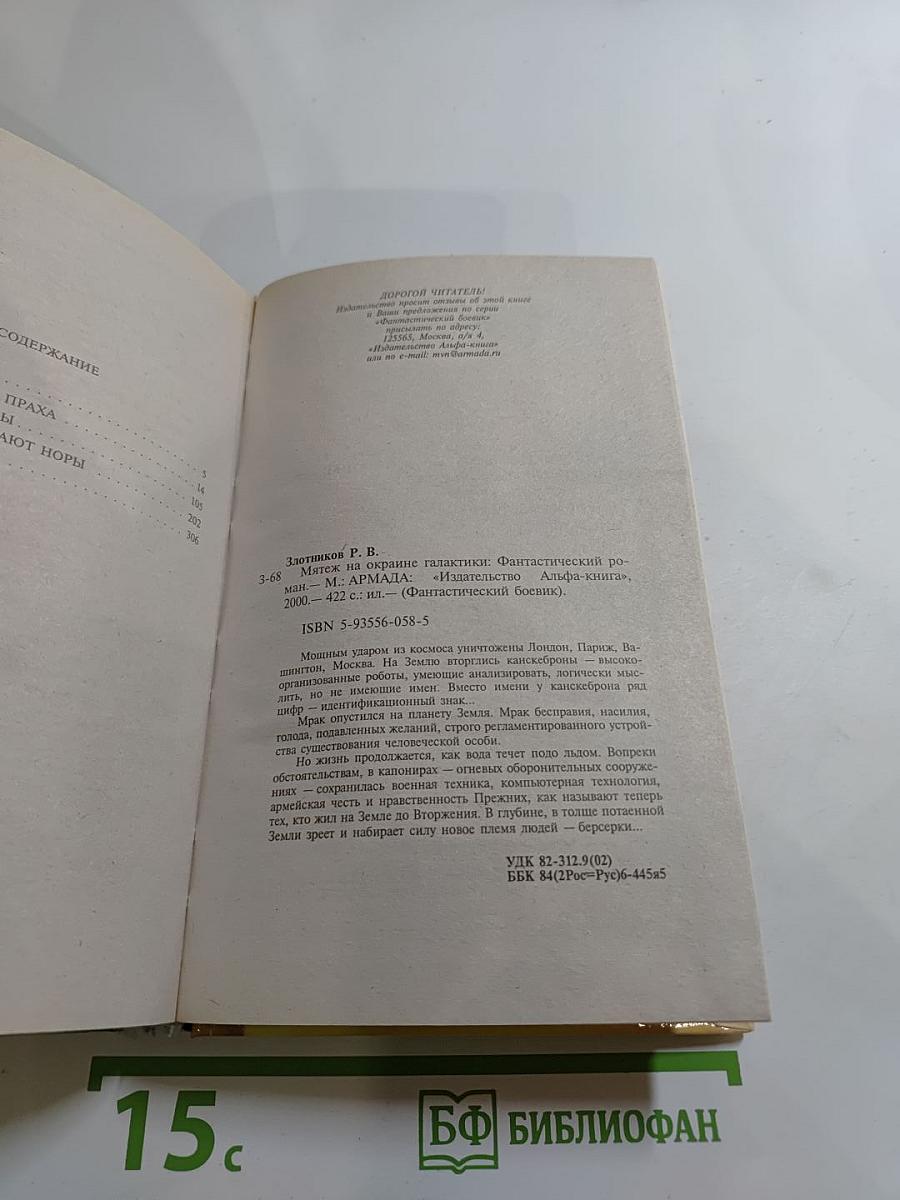 СОДЕРЖАНИЕ
ПРАХА
Ы
АЮТ НОРЫ
5
14
105
202
306
ДОРОГОЙ ЧИТАТЕЛЬ!
Издательство просит отзывы об этой книге
и Ваши предложения по серии
«Фантастический боевик»
присылать по адресу:
125565, Москва, а/я 4,
«Издательство Альфа-книга»
или по e-mail: mvn@armada.ru
Злотников Р. В.
З-68 Мятеж на окраине галактики: Фантастический ро-
ман.— М.: АРМАДА: «Издательство Альфа-книга»,
2000.— 422 с.: ил.— (Фантастический боевик).
ISBN 5-93556-058-5
Мощным ударом из космоса уничтожены Лондон, Париж, Ва-
шингтон, Москва. На Землю вторглись канскеброны — высоко-
организованные роботы, умеющие анализировать, логически мыс-
лить, но не имеющие имен. Вместо имени у канскеброна ряд
цифр — идентификационный знак...
Мрак опустился на планету Земля. Мрак бесправия, насилия,
голода, подавленных желаний, строго регламентированного устрой-
ства существования человеческой особи.
Но жизнь продолжается, как вода течет подо льдом. Вопреки
обстоятельствам, в капонирах — огневых оборонительных сооруже-
ниях — сохранилась военная техника, компьютерная технология,
армейская честь и нравственность Прежних, как называют теперь
тех, кто жил на Земле до Вторжения. В глубине, в толще потаенной
Земли зреет и набирает силу новое племя людей — берсерки...
УДК 82-312.9(02)
ББК 84(2Рос=Рус)6-445я5
15 с
БФ БИБЛИОФАН